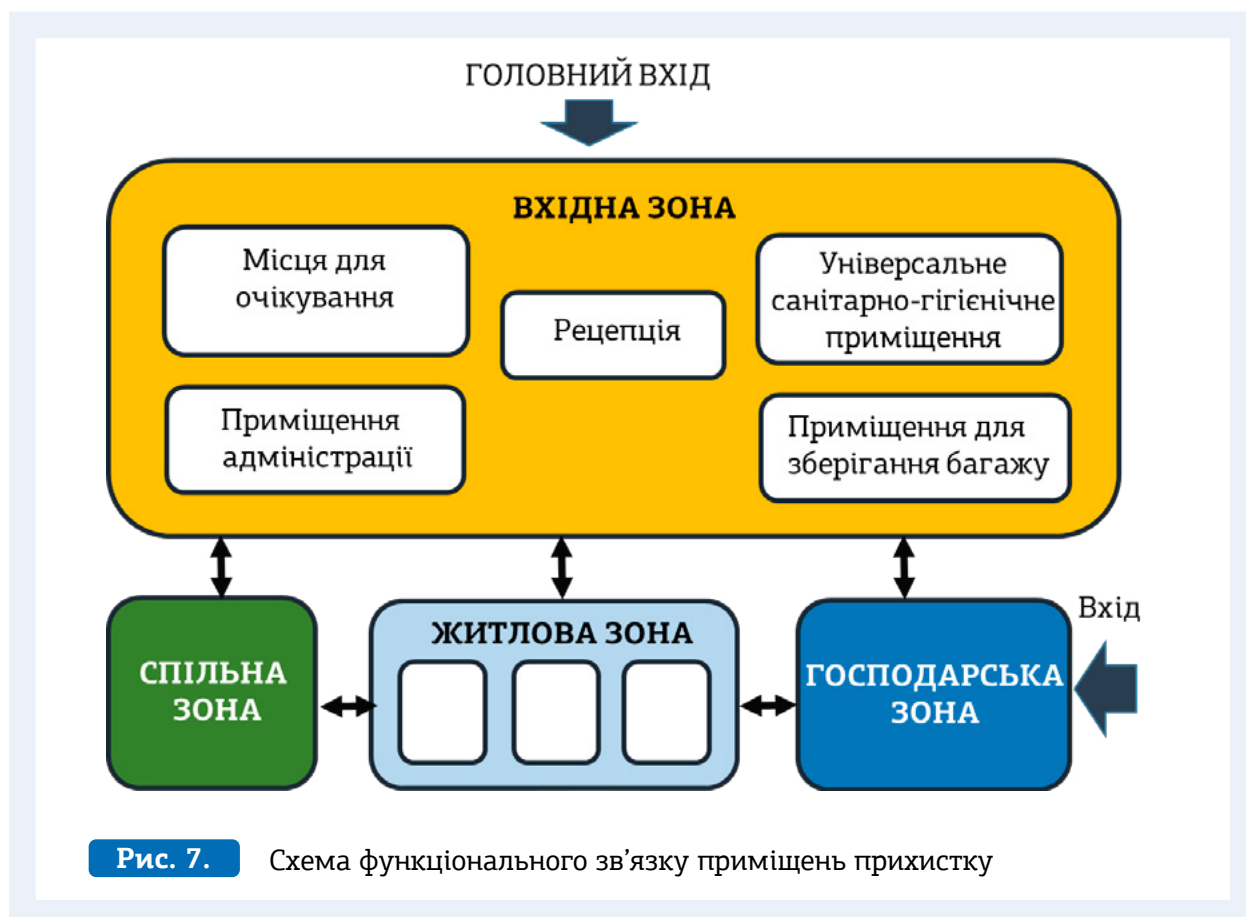 ГОЛОВНИЙ ВХІД
ВХІДНА ЗОНА
Місця для
очікування
Рецепція
Універсальне
санітарно-гігієнічне
приміщення
Приміщення
адміністрації
Приміщення для
зберігання багажу
СПІЛЬНА
ЗОНА
ЖИТЛОВА ЗОНА
ГОСПОДАРСЬКА
ЗОНА
Вхід
Рис. 7. Схема функціонального зв'язку приміщень прихистку